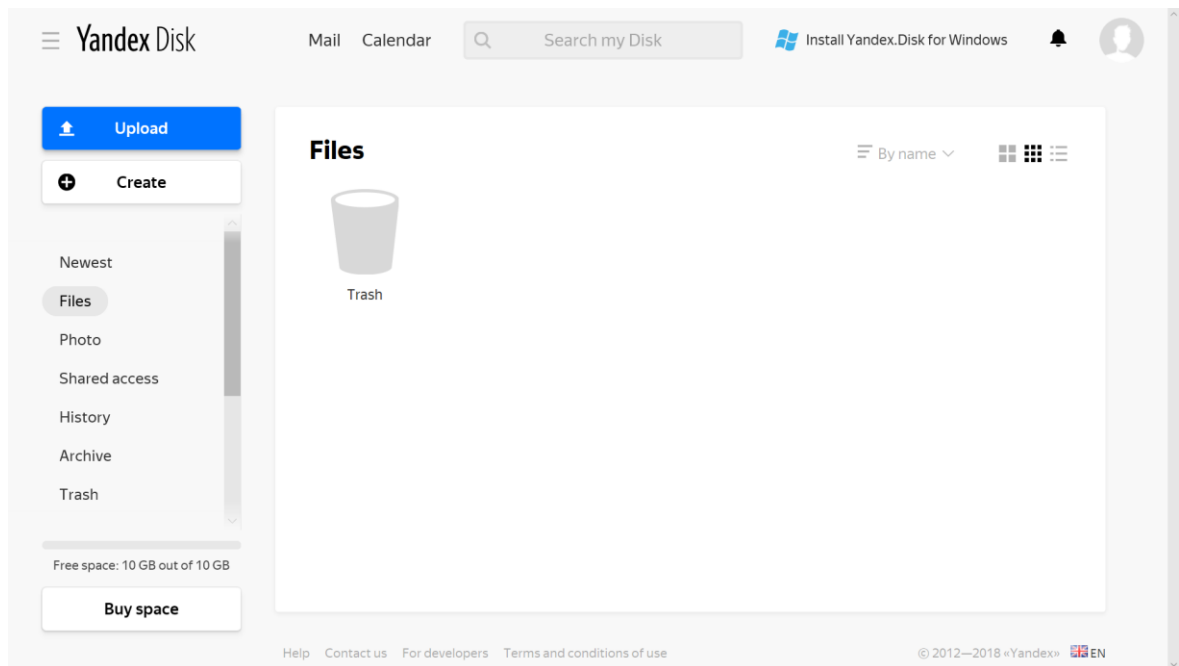 Yandex Disk
Mail Calendar Search my Disk Install Yandex.Disk for Windows
Upload
Create
Newest
Files
Photo
Shared access
History
Archive
Trash
Free space: 10 GB out of 10 GB
Buy space
Files
By name
Trash
Help Contact us For developers Terms and conditions of use
© 2012—2018 «Yandex» EN